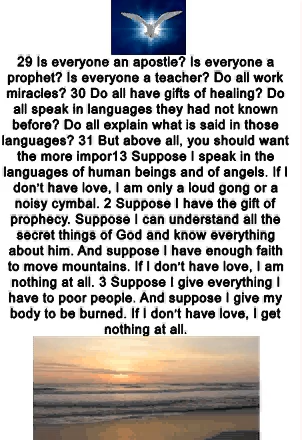 29 Is everyone an apostle? Is everyone a
prophet? Is everyone a teacher? Do all work
miracles? 30 Do all have gifts of healing? Do
all speak in languages they had not known
before? Do all explain what is said in those
languages? 31 But above all, you should want
the more impor13 Suppose I speak in the
languages of human beings and of angels. If I
don't have love, I am only a loud gong or a
noisy cymbal. 2 Suppose I have the gift of
prophecy. Suppose I can understand all the
secret things of God and know everything
about him. And suppose I have enough faith
to move mountains. If I don't have love, I am
nothing at all. 3 Suppose I give everything I
have to poor people. And suppose I give my
body to be burned. If I don't have love, I get
nothing at all.